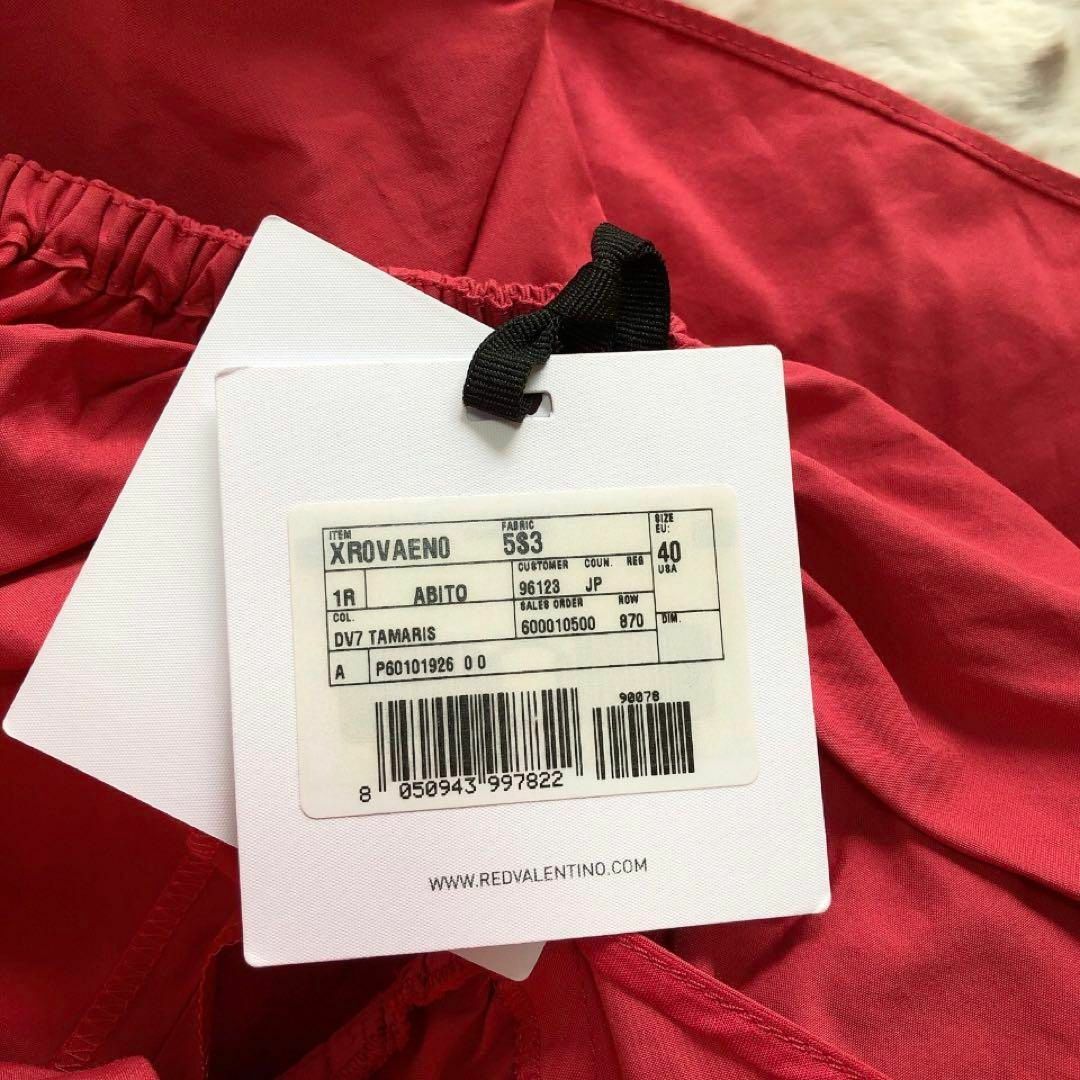 ITEM FABRIC SIZE
XR0VAEN0 5S3 EU:
40
USA
CUSTOMER COUN. REG
1R ABITO 96123 JP
SALES ORDER ROW
COL. 600010500 870 DIM.
DV7 TAMARIS
A P60101926 0 0
90078
8 050943 997822
WWW.REDVALENTINO.COM